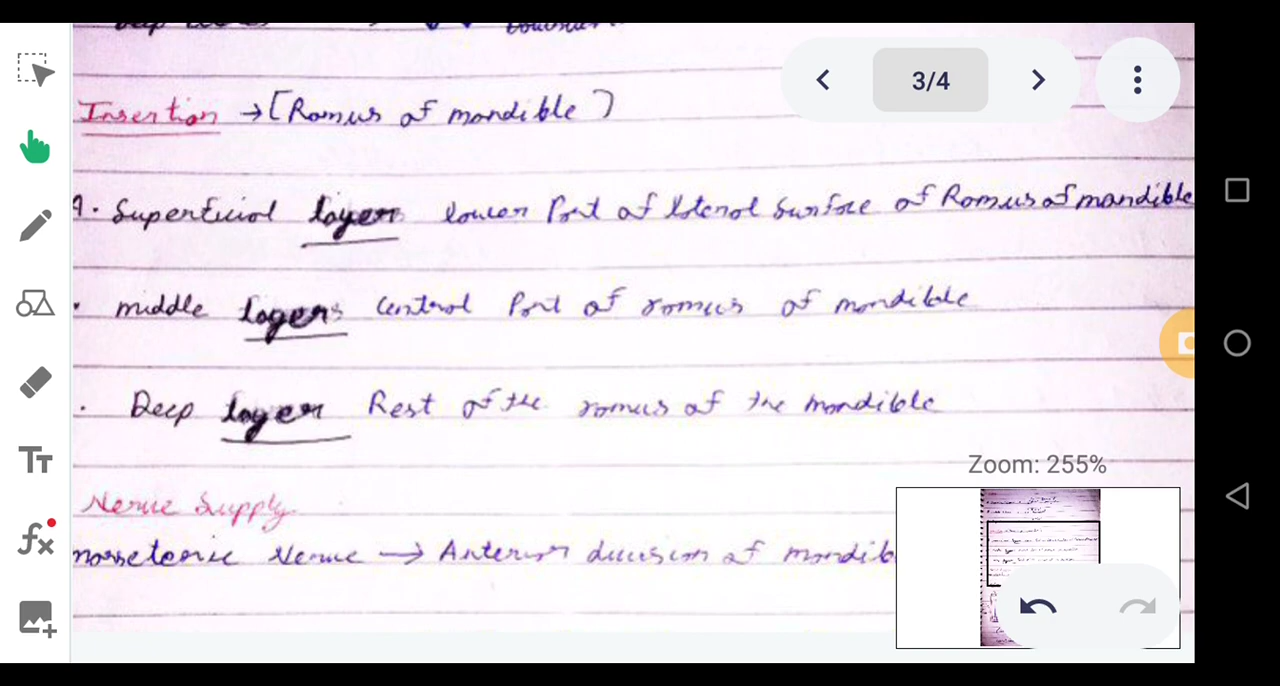 3/4
Insertion → [Ramus of mandible]
Superficial layer lower Part of lateral Surface of Ramus of mandible
middle layers Central Part of ramus of mandible
Deep layer Rest of the ramus of the mandible
Zoom: 255%
Nerve Supply
masseteric Nerve → Anterior division of mandib
Tт
fx